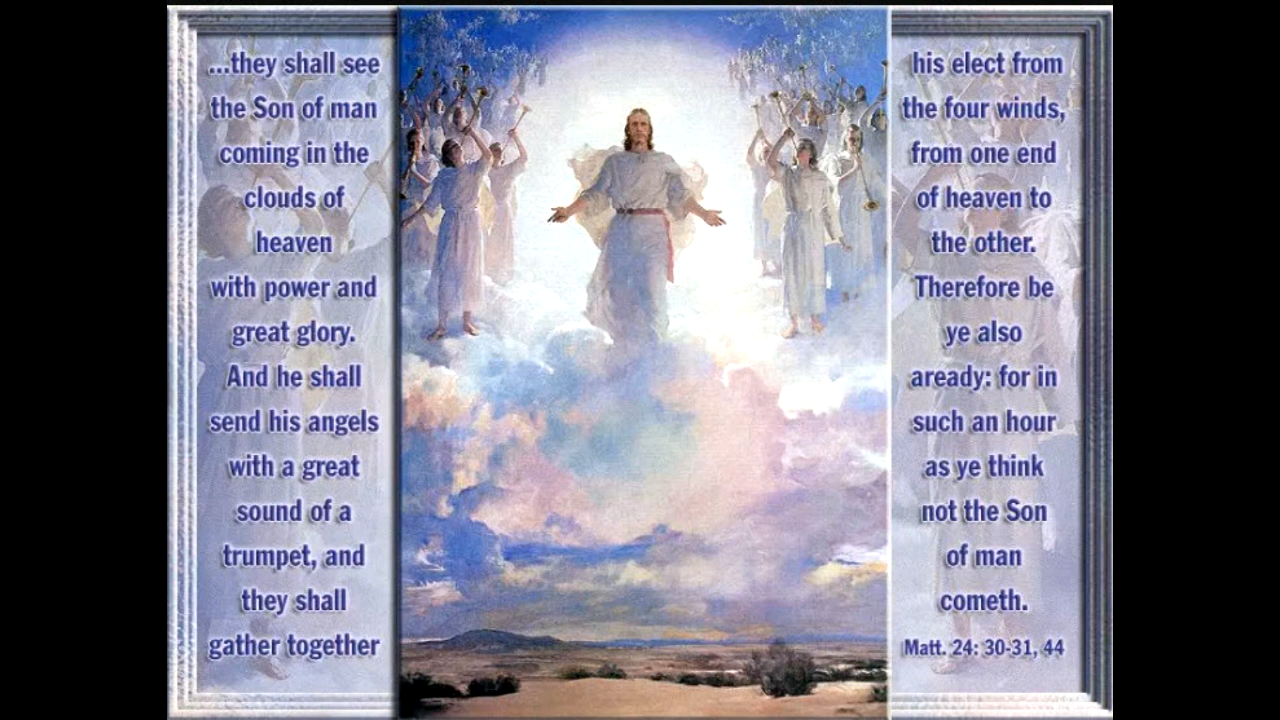 ...they shall see
the Son of man
coming in the
clouds of
heaven
with power and
great glory.
And he shall
send his angels
with a great
sound of a
trumpet, and
they shall
gather together
his elect from
the four winds,
from one end
of heaven to
the other.
Therefore be
ye also
aready: for in
such an hour
as ye think
not the Son
of man
cometh.
Matt. 24: 30-31, 44